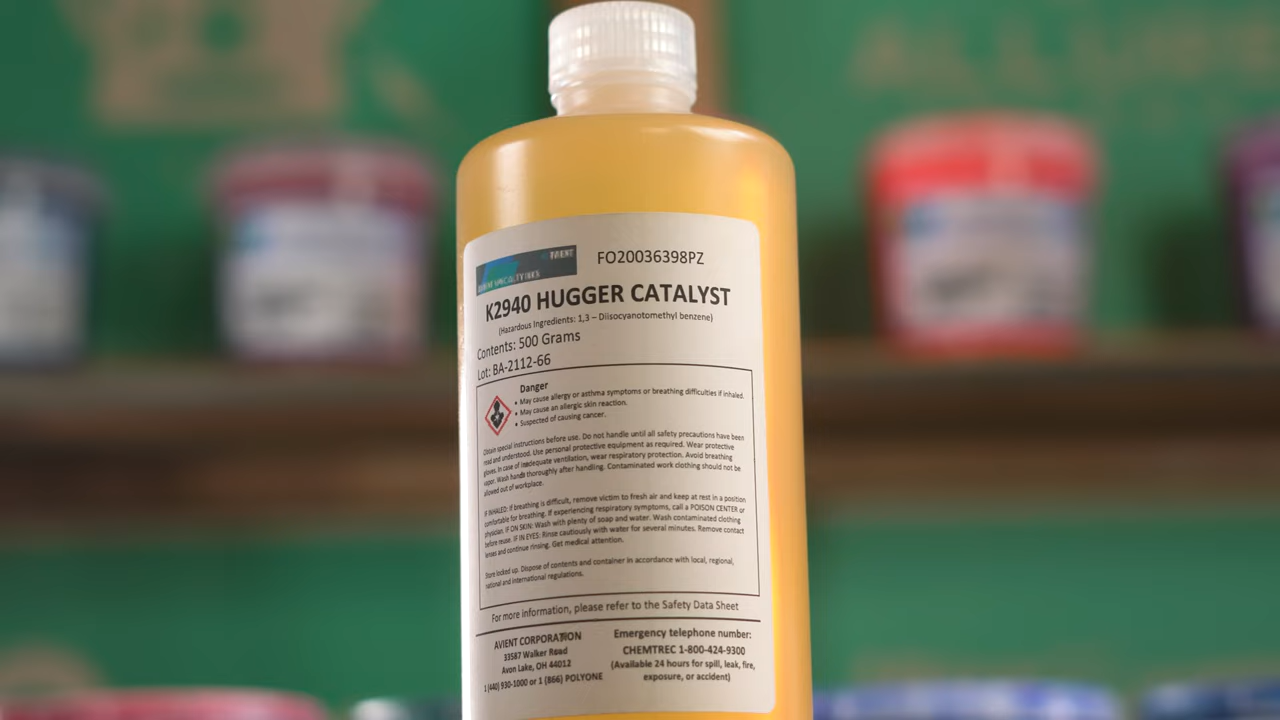 AVIENT SPECIALTY INKS
FO20036398PZ
K2940 HUGGER CATALYST
(Hazardous Ingredients: 1,3 – Diisocyanotomethyl benzene)
Contents: 500 Grams
Lot: BA-2112-66
Danger
• May cause allergy or asthma symptoms or breathing difficulties if inhaled.
• May cause an allergic skin reaction.
• Suspected of causing cancer.
Obtain special instructions before use. Do not handle until all safety precautions have been
read and understood. Use personal protective equipment as required. Wear protective
gloves. In case of inadequate ventilation, wear respiratory protection. Avoid breathing
vapor. Wash hands thoroughly after handling. Contaminated work clothing should not be
allowed out of workplace.
IF INHALED: If breathing is difficult, remove victim to fresh air and keep at rest in a position
comfortable for breathing. If experiencing respiratory symptoms, call a POISON CENTER or
physician. IF ON SKIN: Wash with plenty of soap and water. Wash contaminated clothing
before reuse. IF IN EYES: Rinse cautiously with water for several minutes. Remove contact
lenses and continue rinsing. Get medical attention.
Store locked up. Dispose of contents and container in accordance with local, regional,
national and international regulations.
For more information, please refer to the Safety Data Sheet
AVIENT CORPORATION
33587 Walker Road
Avon Lake, OH 44012
1 (440) 930-1000 or 1 (866) POLYONE
Emergency telephone number:
CHEMTREC 1-800-424-9300
(Available 24 hours for spill, leak, fire,
exposure, or accident)